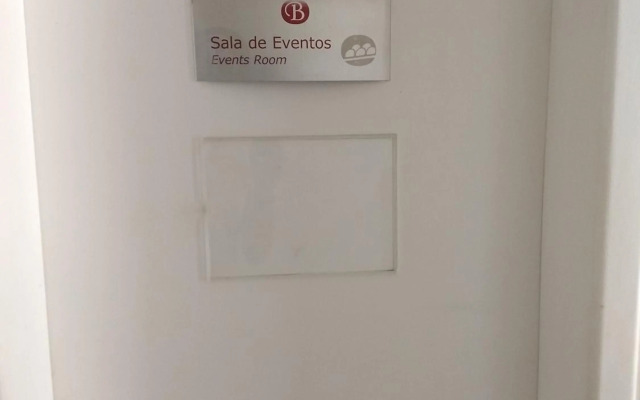 B
Sala de Eventos
Events Room